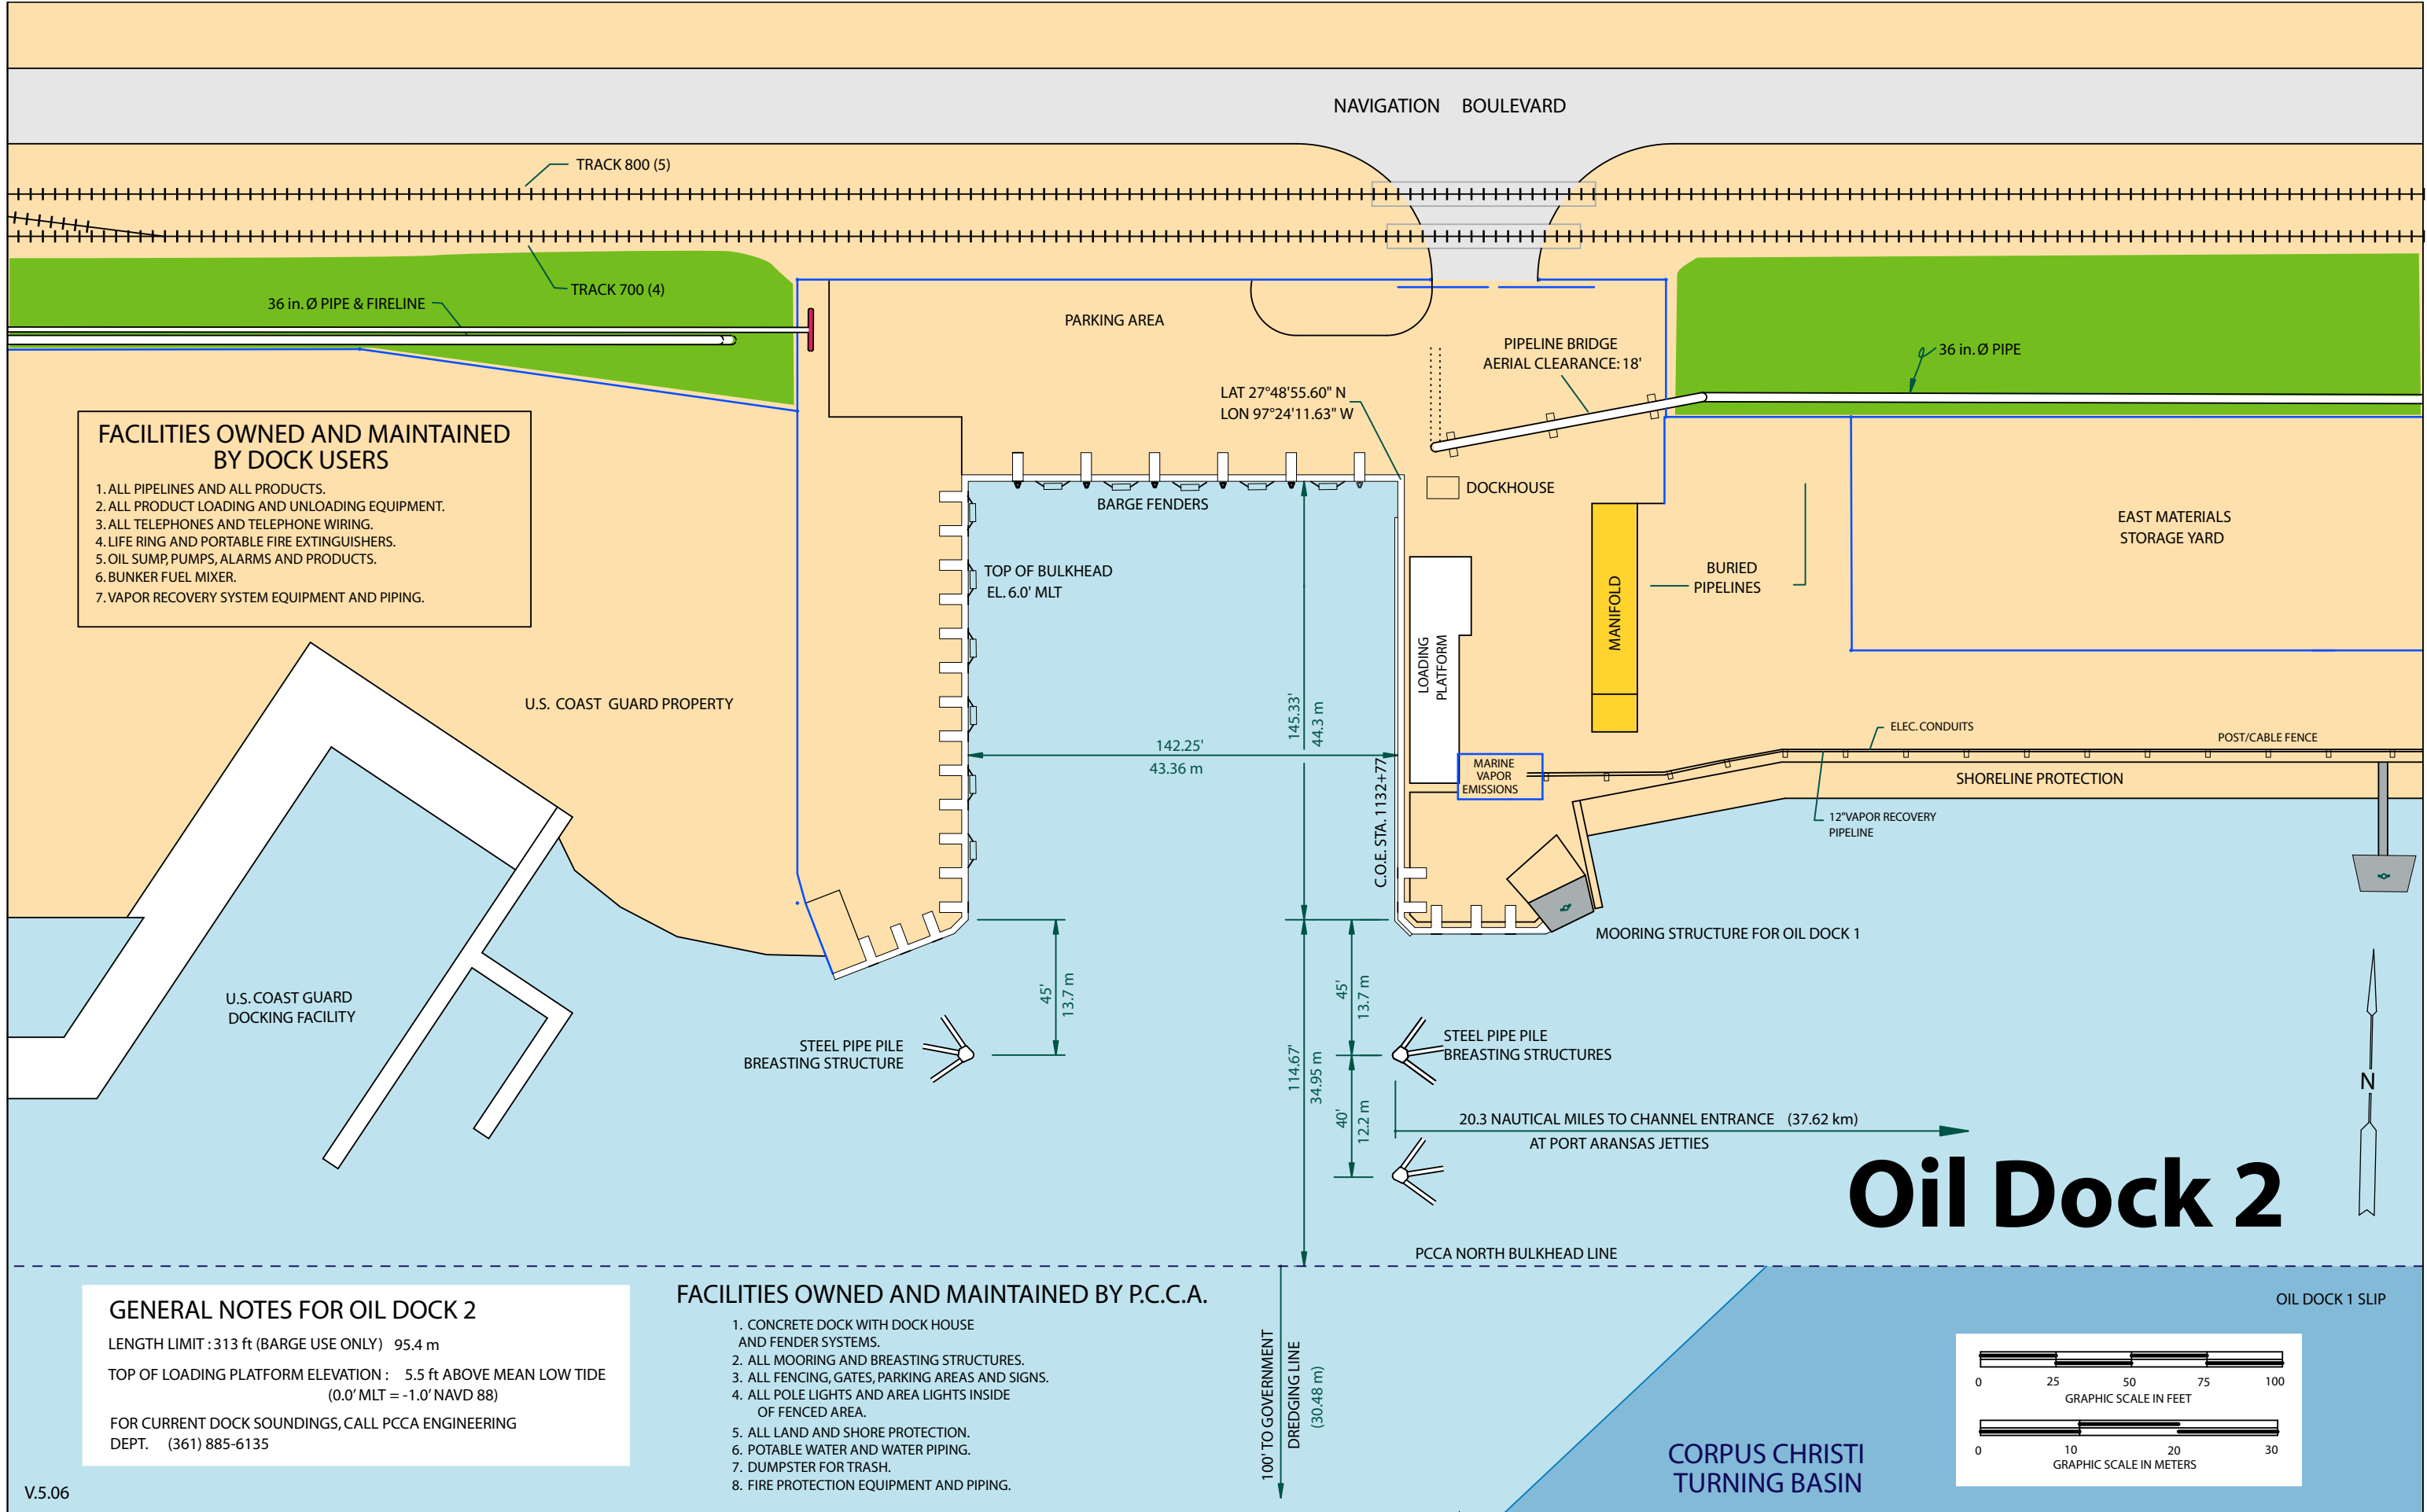 NAVIGATION BOULEVARD
TRACK 800 (5)
TRACK 700 (4)
36 in. Ø PIPE & FIRELINE
PARKING AREA
PIPELINE BRIDGE
AERIAL CLEARANCE: 18'
36 in. Ø PIPE
LAT 27°48'55.60" N
LON 97°24'11.63" W
FACILITIES OWNED AND MAINTAINED
BY DOCK USERS
1. ALL PIPELINES AND ALL PRODUCTS.
2. ALL PRODUCT LOADING AND UNLOADING EQUIPMENT.
3. ALL TELEPHONES AND TELEPHONE WIRING.
4. LIFE RING AND PORTABLE FIRE EXTINGUISHERS.
5. OIL SUMP, PUMPS, ALARMS AND PRODUCTS.
6. BUNKER FUEL MIXER.
7. VAPOR RECOVERY SYSTEM EQUIPMENT AND PIPING.
BARGE FENDERS
DOCKHOUSE
EAST MATERIALS
STORAGE YARD
TOP OF BULKHEAD
EL. 6.0' MLT
BURIED
PIPELINES
MANIFOLD
LOADING
PLATFORM
U.S. COAST GUARD PROPERTY
145.33'
44.3 m
142.25'
43.36 m
C.O.E. STA. 1132+77
MARINE
VAPOR
EMISSIONS
ELEC. CONDUITS
POST/CABLE FENCE
SHORELINE PROTECTION
12"VAPOR RECOVERY
PIPELINE
MOORING STRUCTURE FOR OIL DOCK 1
U.S. COAST GUARD
DOCKING FACILITY
45'
13.7 m
45'
13.7 m
STEEL PIPE PILE
BREASTING STRUCTURE
STEEL PIPE PILE
BREASTING STRUCTURES
114.67'
34.95 m
40'
12.2 m
20.3 NAUTICAL MILES TO CHANNEL ENTRANCE (37.62 km)
AT PORT ARANSAS JETTIES
N
Oil Dock 2
PCCA NORTH BULKHEAD LINE
GENERAL NOTES FOR OIL DOCK 2
LENGTH LIMIT : 313 ft (BARGE USE ONLY) 95.4 m
TOP OF LOADING PLATFORM ELEVATION : 5.5 ft ABOVE MEAN LOW TIDE
(0.0' MLT = -1.0' NAVD 88)
FOR CURRENT DOCK SOUNDINGS, CALL PCCA ENGINEERING
DEPT. (361) 885-6135
FACILITIES OWNED AND MAINTAINED BY P.C.C.A.
1. CONCRETE DOCK WITH DOCK HOUSE
AND FENDER SYSTEMS.
2. ALL MOORING AND BREASTING STRUCTURES.
3. ALL FENCING, GATES, PARKING AREAS AND SIGNS.
4. ALL POLE LIGHTS AND AREA LIGHTS INSIDE
OF FENCED AREA.
5. ALL LAND AND SHORE PROTECTION.
6. POTABLE WATER AND WATER PIPING.
7. DUMPSTER FOR TRASH.
8. FIRE PROTECTION EQUIPMENT AND PIPING.
100' TO GOVERNMENT
DREDGING LINE
(30.48 m)
OIL DOCK 1 SLIP
0 25 50 75 100
GRAPHIC SCALE IN FEET
0 10 20 30
GRAPHIC SCALE IN METERS
CORPUS CHRISTI
TURNING BASIN
V.5.06